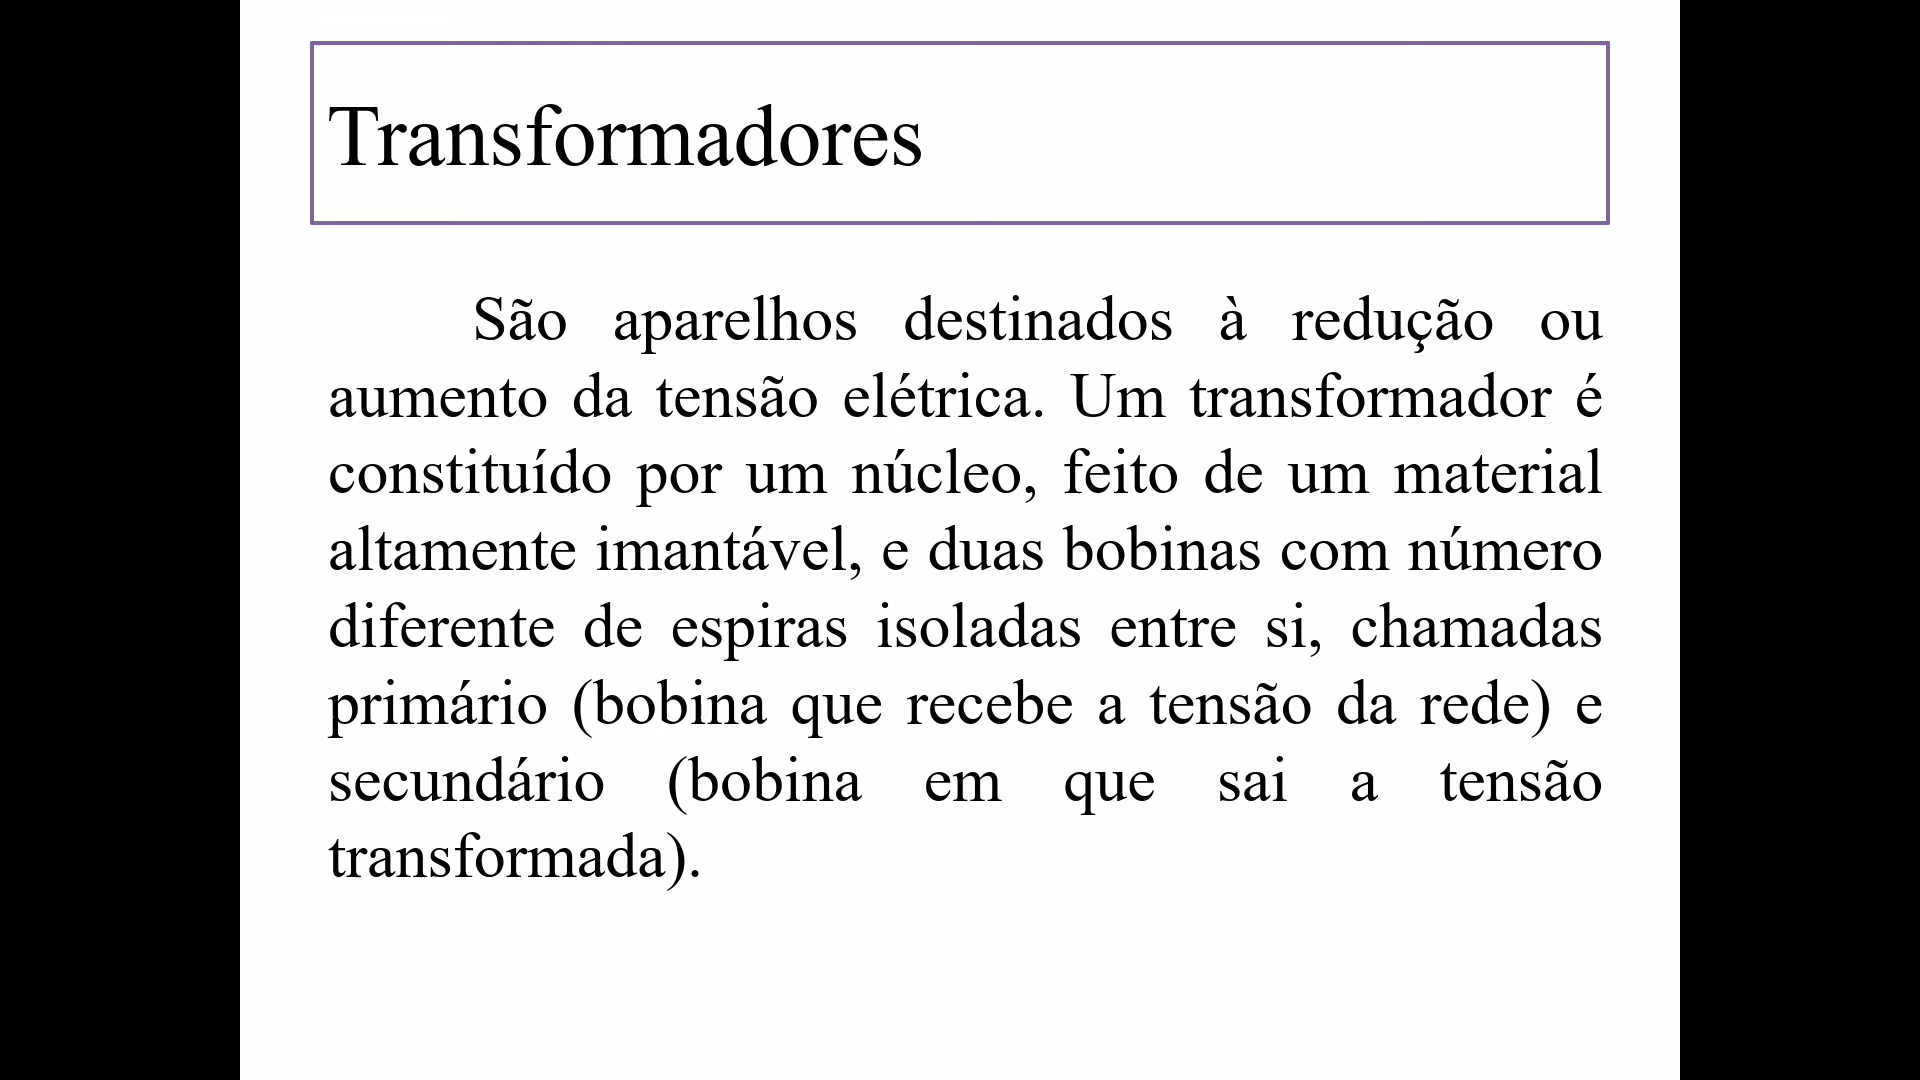 Transformadores
São aparelhos destinados à redução ou
aumento da tensão elétrica. Um transformador é
constituído por um núcleo, feito de um material
altamente imantável, e duas bobinas com número
diferente de espiras isoladas entre si, chamadas
primário (bobina que recebe a tensão da rede) e
secundário (bobina em que sai a tensão
transformada).